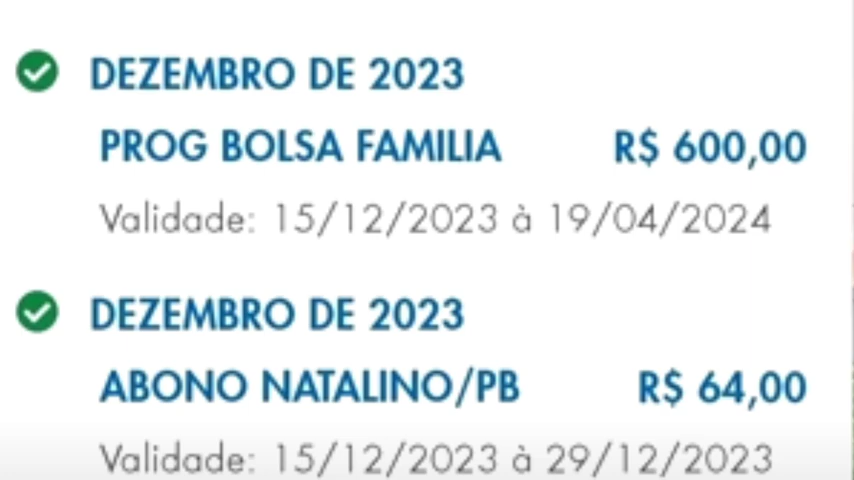 DEZEMBRO DE 2023
PROG BOLSA FAMILIA R$ 600,00
Validade: 15/12/2023 à 19/04/2024
DEZEMBRO DE 2023
ABONO NATALINO/PB R$ 64,00
Validade: 15/12/2023 à 29/12/2023